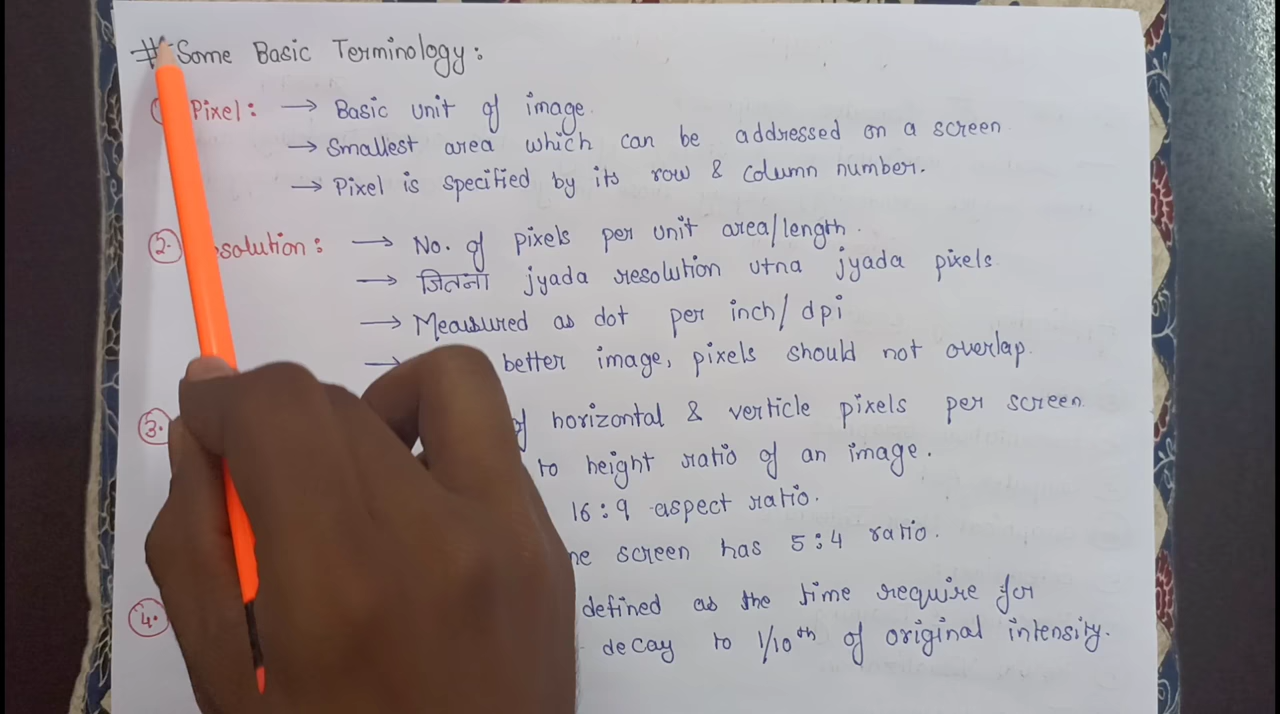 # Some Basic Terminology:
Pixel: → Basic unit of image.
→ Smallest area which can be addressed on a screen
→ Pixel is specified by its row & column number.
2. solution: → No. of pixels per unit area/length.
→ जितना jyada resolution utna jyada pixels
→ Measured as dot per inch/dpi
→ better image, pixels should not overlap.
3. horizontal & verticle pixels per screen
to height ratio of an image.
16:9 aspect ratio.
screen has 5:4 ratio.
4. defined as the time require for
decay to 1/10th of original intensity.